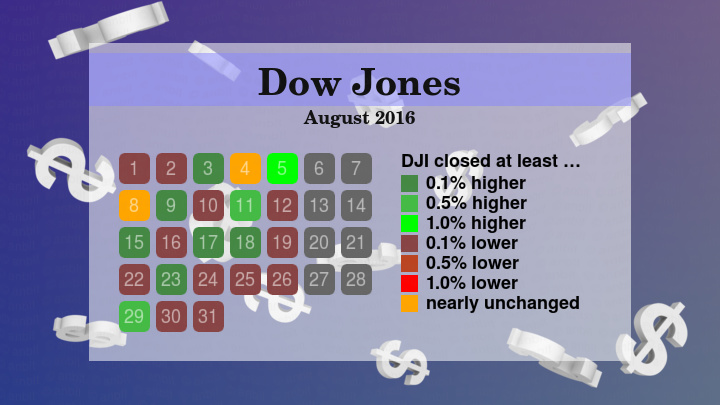 Dow Jones
August 2016
1 2 3 4 5 6 7
8 9 10 11 12 13 14
15 16 17 18 19 20 21
22 23 24 25 26 27 28
29 30 31
DJI closed at least …
0.1% higher
0.5% higher
1.0% higher
0.1% lower
0.5% lower
1.0% lower
nearly unchanged